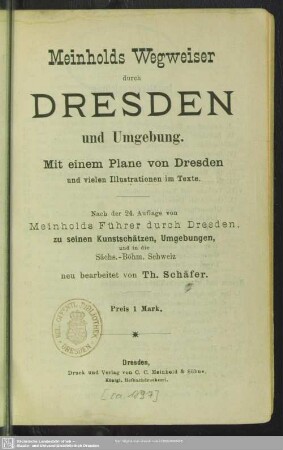 Meinholds Wegweiser
durch
DRESDEN
und Umgebung.
Mit einem Plane von Dresden
und vielen Illustrationen im Texte.
Nach der 24. Auflage von
Meinholds Führer durch Dresden,
zu seinen Kunstschätzen, Umgebungen,
und in die
Sächs.-Böhm. Schweiz
neu bearbeitet von Th. Schäfer.
Preis 1 Mark.
Dresden,
Druck und Verlag von C. C. Meinhold & Söhne,
Königl. Hofbuchdruckerei.
[ca. 1897]